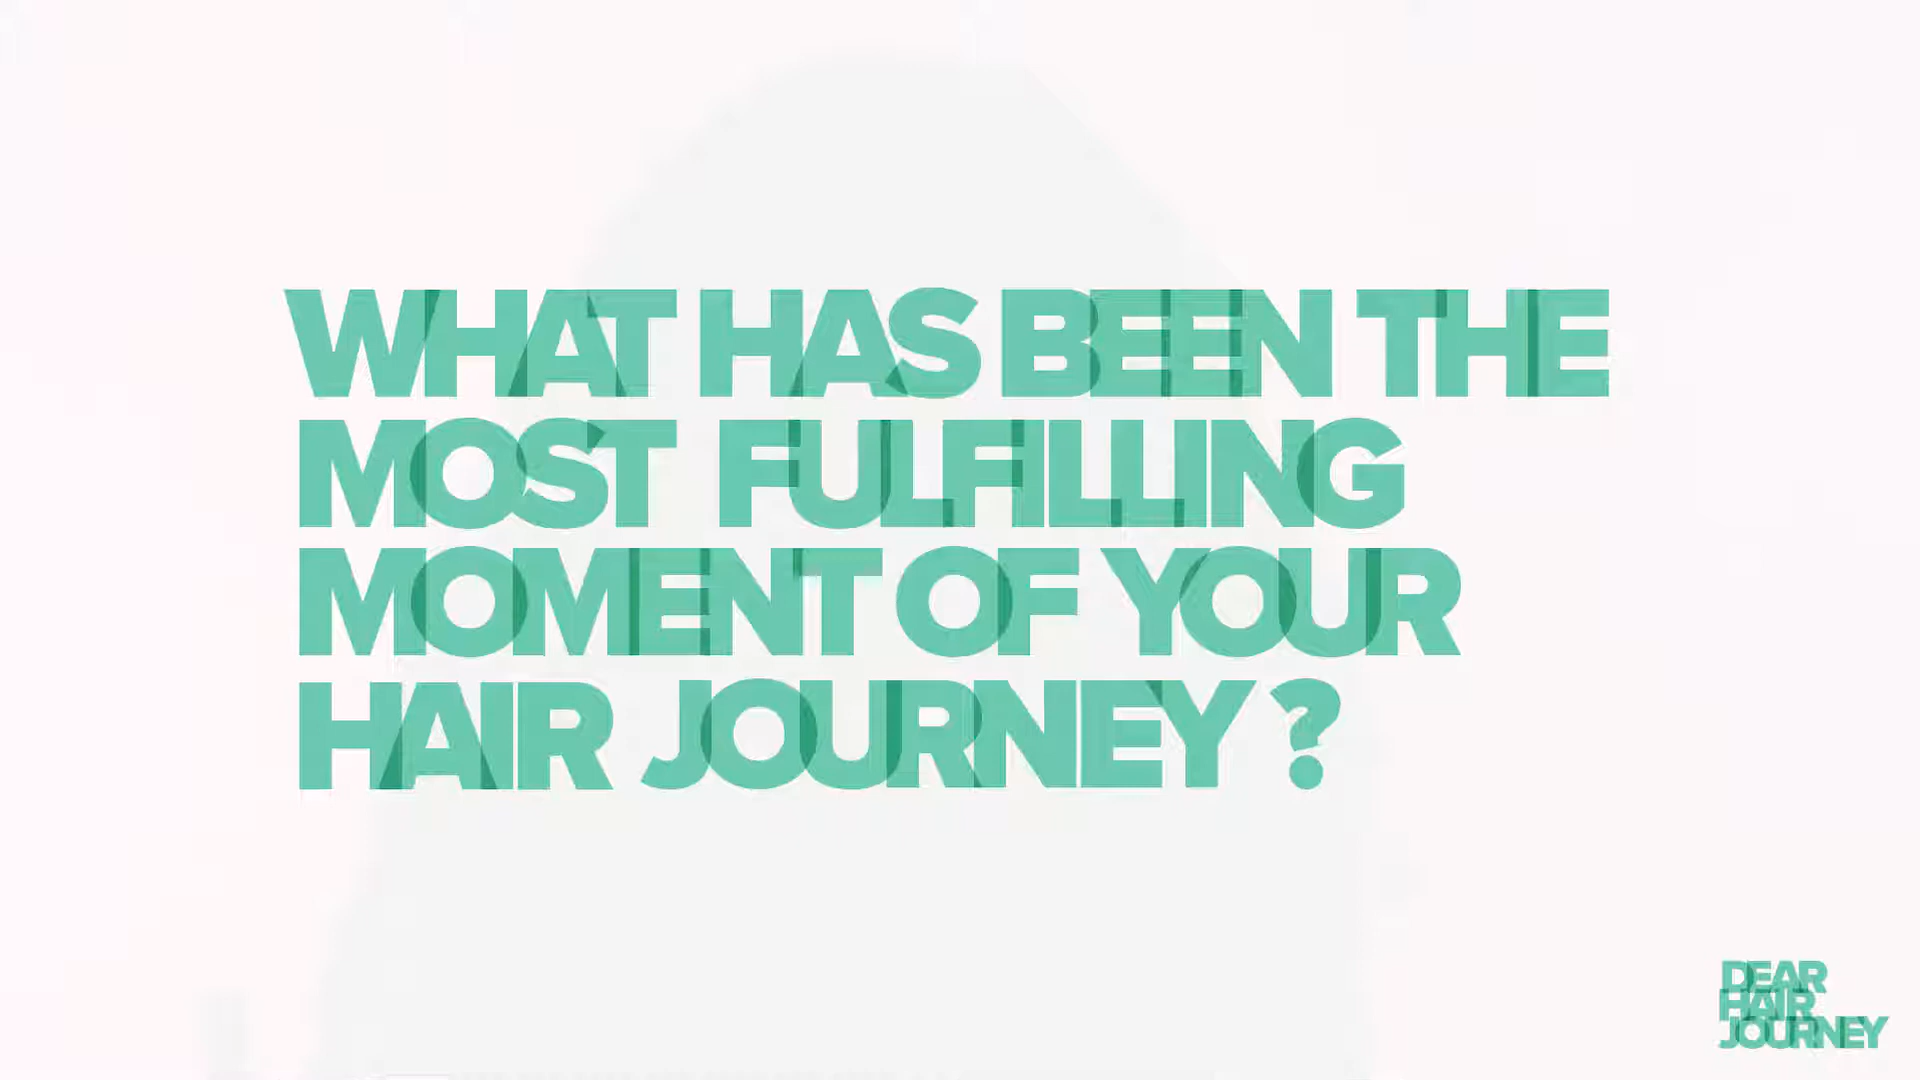 WHAT HAS BEEN THE
MOST FULFILLING
MOMENT OF YOUR
HAIR JOURNEY ?
DEAR
HAIR
JOURNEY